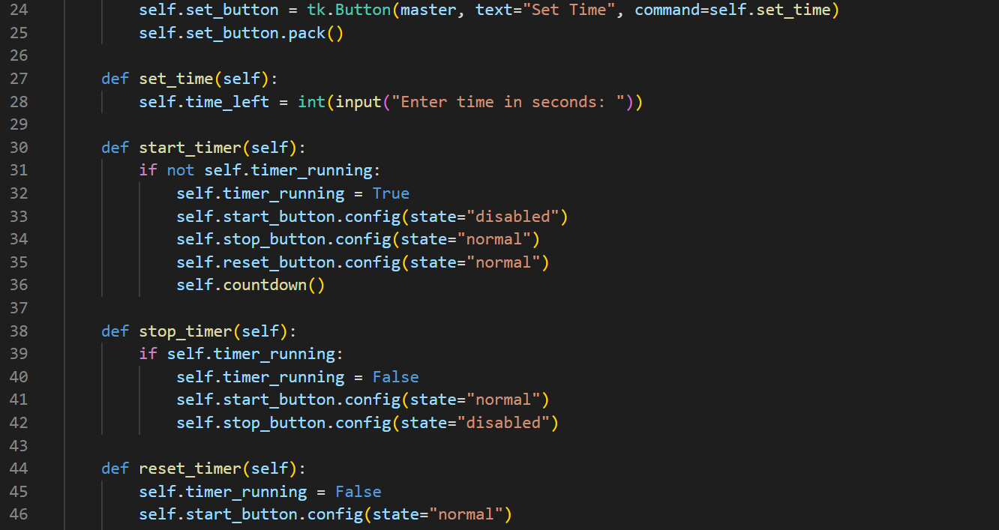 24 self.set_button = tk.Button(master, text="Set Time", command=self.set_time)
25 self.set_button.pack()
26
27 def set_time(self):
28 self.time_left = int(input("Enter time in seconds: "))
29
30 def start_timer(self):
31 if not self.timer_running:
32 self.timer_running = True
33 self.start_button.config(state="disabled")
34 self.stop_button.config(state="normal")
35 self.reset_button.config(state="normal")
36 self.countdown()
37
38 def stop_timer(self):
39 if self.timer_running:
40 self.timer_running = False
41 self.start_button.config(state="normal")
42 self.stop_button.config(state="disabled")
43
44 def reset_timer(self):
45 self.timer_running = False
46 self.start_button.config(state="normal")